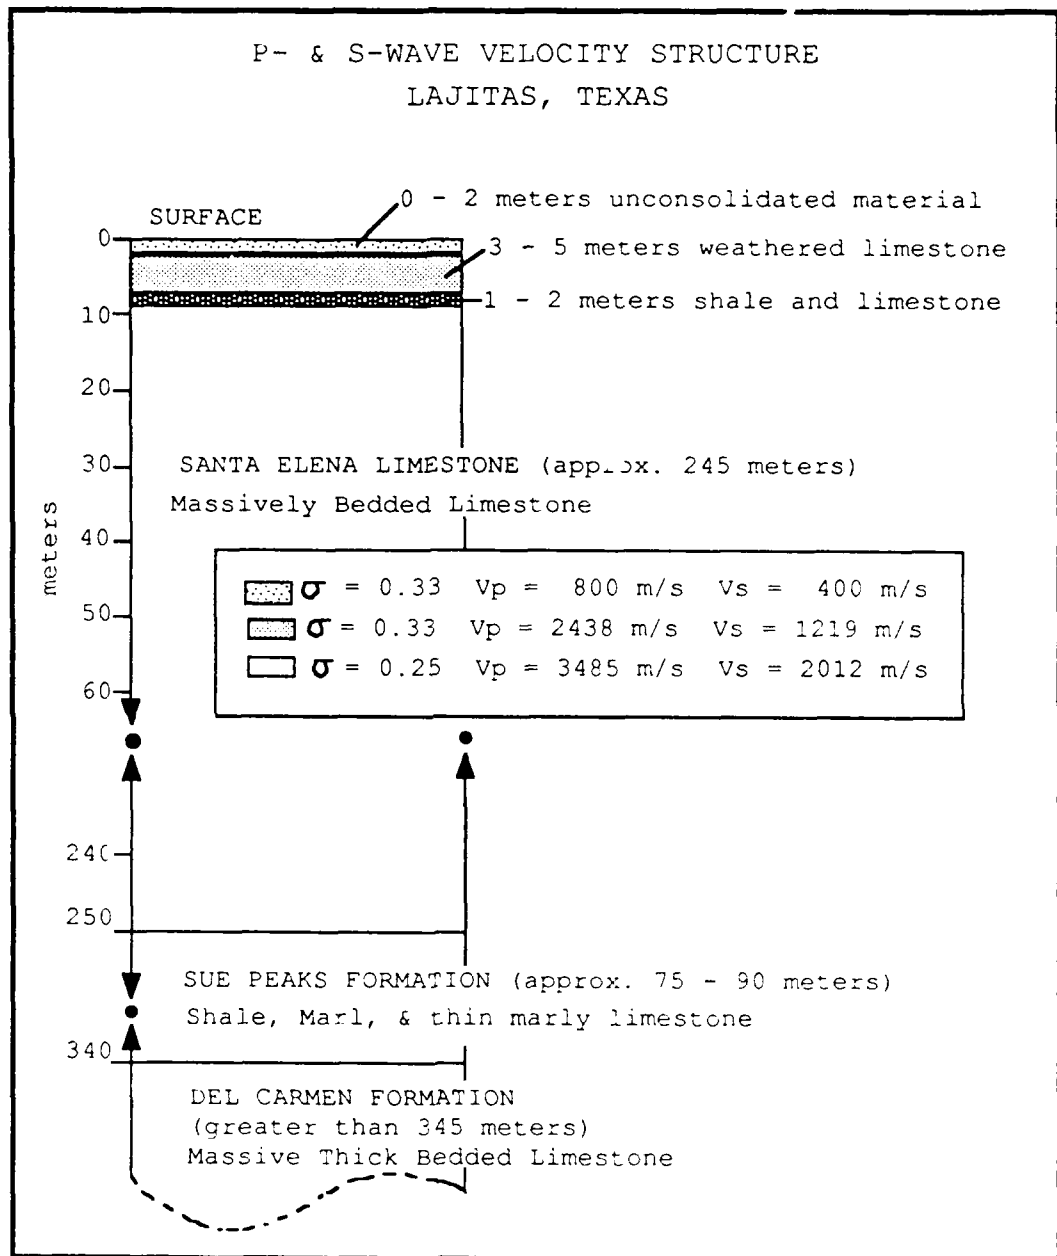 P- & S-WAVE VELOCITY STRUCTURE
LAJITAS, TEXAS
0 - 2 meters unconsolidated material
SURFACE
0
3 - 5 meters weathered limestone
1 - 2 meters shale and limestone
10
20
30
SANTA ELENA LIMESTONE (approx. 245 meters)
Massively Bedded Limestone
meters
40
50
60
σ = 0.33 Vp = 800 m/s Vs = 400 m/s
σ = 0.33 Vp = 2438 m/s Vs = 1219 m/s
σ = 0.25 Vp = 3485 m/s Vs = 2012 m/s
240
250
SUE PEAKS FORMATION (approx. 75 - 90 meters)
Shale, Marl, & thin marly limestone
340
DEL CARMEN FORMATION
(greater than 345 meters)
Massive Thick Bedded Limestone